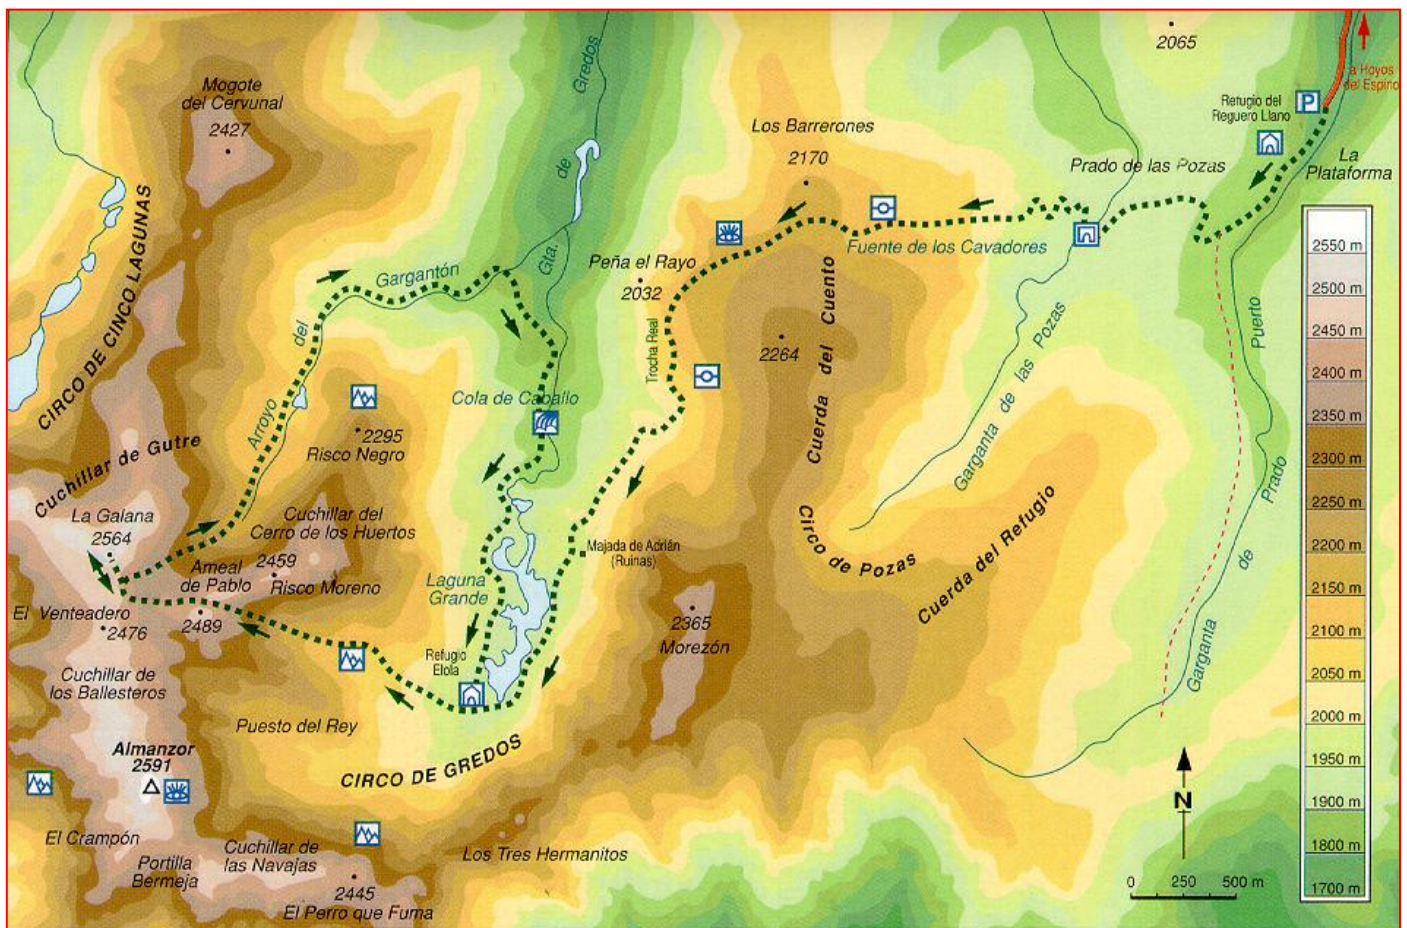 2065
a Hoyos
del Espino
P
Refugio del
Reguero Llano
La
Plataforma
Mogote
del Cervunal
2427
Gta. de Gredos
Los Barrerones
2170
Prado de las Pozas
Fuente de los Cavadores
CIRCO DE CINCO LAGUNAS
Arroyo del Gargantón
Peña el Rayo
2032
Trocha Real
2264
Cuerda del Cuento
Garganta de las Pozas
Garganta de Prado Puerto
Cola de Caballo
2295
Risco Negro
Cuchillar de Gutre
La Galana
2564
Cuchillar del
Cerro de los Huertos
2459
Ameal
de Pablo
Risco Moreno
2489
El Venteadero
2476
Laguna
Grande
Majada de Adrián
(Ruinas)
Circo de Pozas
Cuerda del Refugio
2365
Morezón
Refugio
Elola
Cuchillar de
los Ballesteros
Puesto del Rey
Almanzor
2591
CIRCO DE GREDOS
El Crampón
Portilla
Bermeja
Cuchillar de
las Navajas
Los Tres Hermanitos
2445
El Perro que Fuma
2550 m
2500 m
2450 m
2400 m
2350 m
2300 m
2250 m
2200 m
2150 m
2100 m
2050 m
2000 m
1950 m
1900 m
1800 m
1700 m
N
0 250 500 m